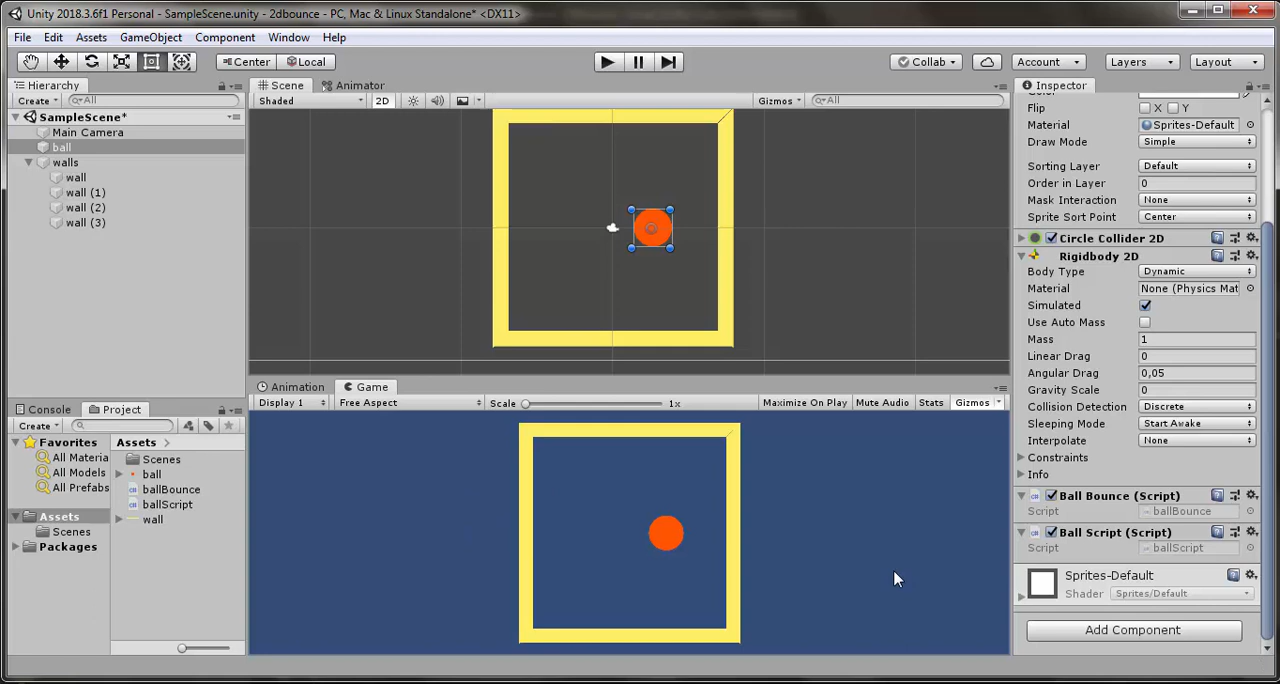 Unity 2018.3.6f1 Personal - SampleScene.unity - 2dbounce - PC, Mac & Linux Standalone* <DX11>
File Edit Assets GameObject Component Window Help
Center Local Collab Account Layers Layout
Hierarchy
Create All
SampleScene*
Main Camera
ball
walls
wall
wall (1)
wall (2)
wall (3)
Scene Animator
Shaded 2D Gizmos All
Animation Game
Display 1 Free Aspect Scale 1x Maximize On Play Mute Audio Stats Gizmos
Console Project
Create
Favorites
All Materia
All Models
All Prefabs
Assets
Scenes
Packages
Assets
Scenes
ball
ballBounce
ballScript
wall
Inspector
Flip X Y
Material Sprites-Default
Draw Mode Simple
Sorting Layer Default
Order in Layer 0
Mask Interaction None
Sprite Sort Point Center
Circle Collider 2D
Rigidbody 2D
Body Type Dynamic
Material None (Physics Mat
Simulated
Use Auto Mass
Mass 1
Linear Drag 0
Angular Drag 0,05
Gravity Scale 0
Collision Detection Discrete
Sleeping Mode Start Awake
Interpolate None
Constraints
Info
Ball Bounce (Script)
Script ballBounce
Ball Script (Script)
Script ballScript
Sprites-Default
Shader Sprites/Default
Add Component